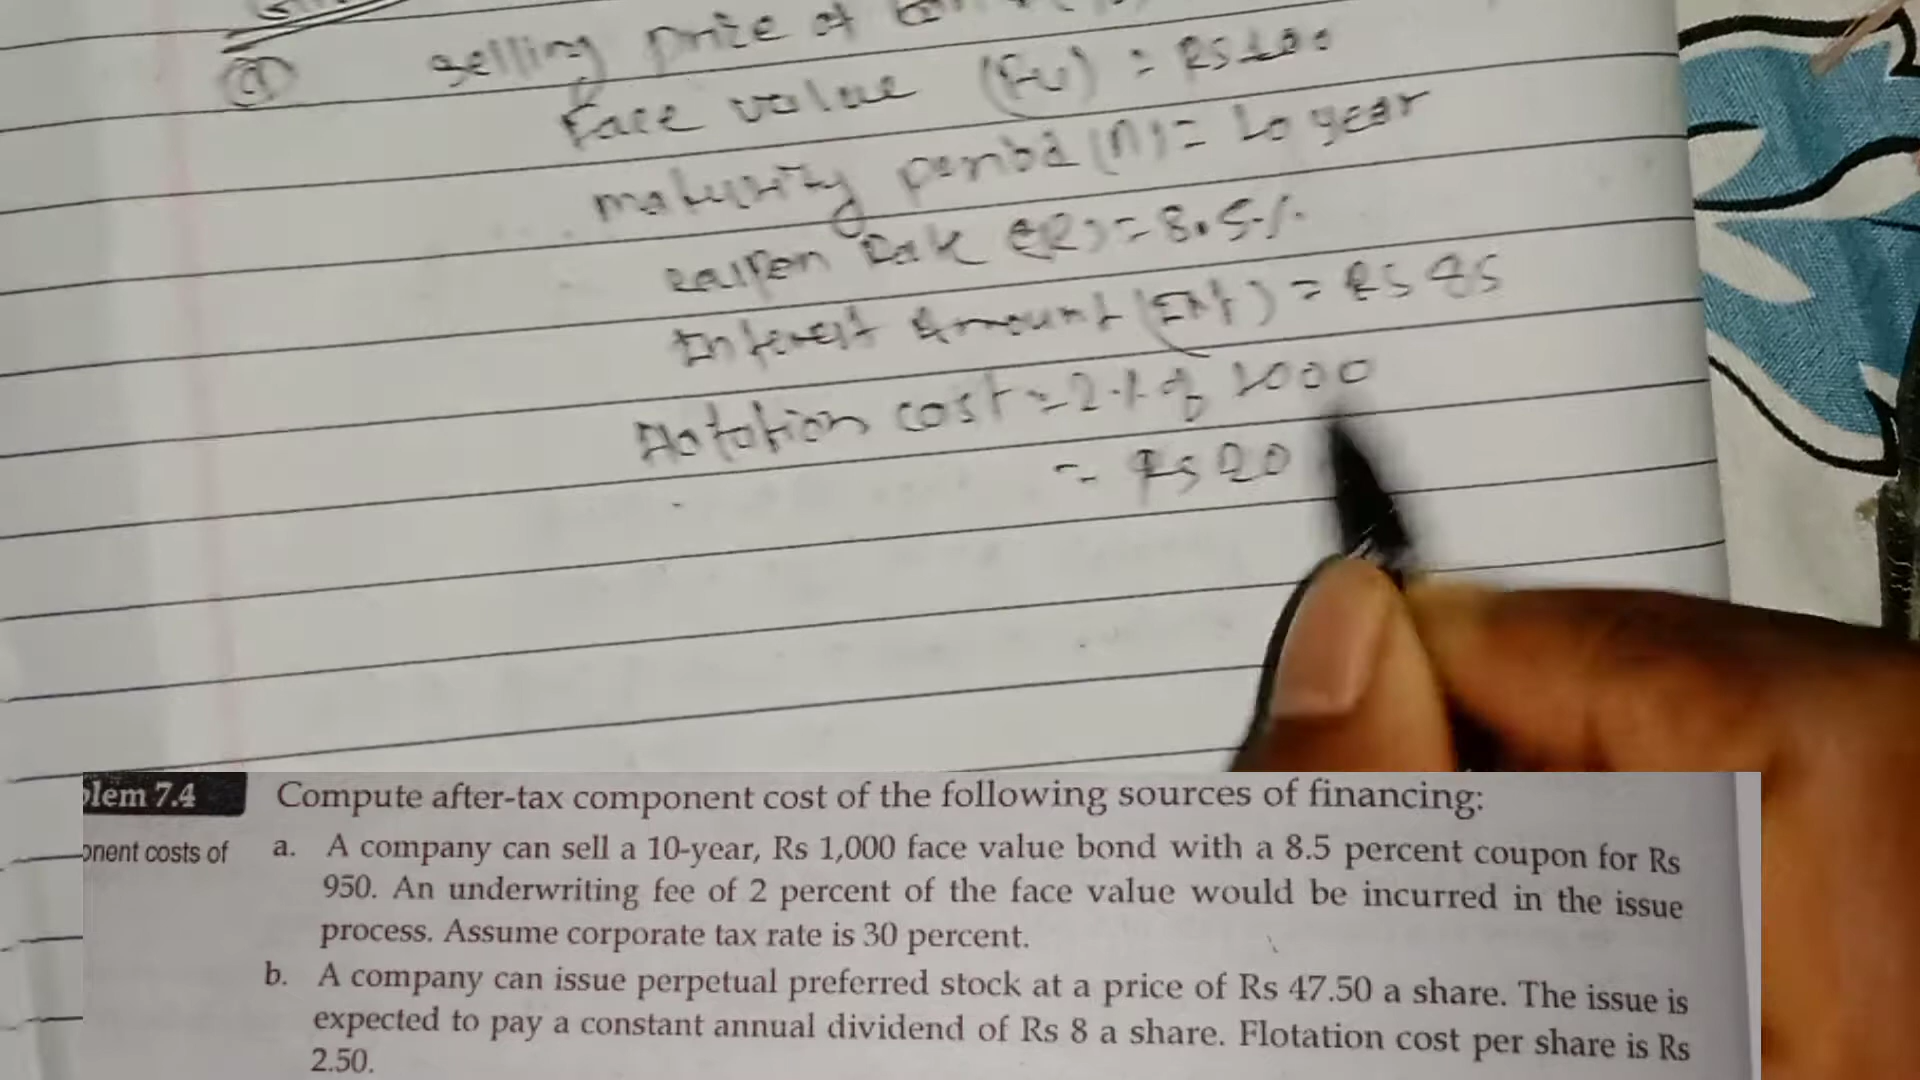 (a) selling price of
Face value (FV) = Rs 100
maturity period (n) = 10 year
Rate (CR) = 8.5%
Interest Amount (INT) = Rs 85
Flotation cost = 2% of 1000
= Rs 20
lem 7.4 Compute after-tax component cost of the following sources of financing:
onent costs of
a. A company can sell a 10-year, Rs 1,000 face value bond with a 8.5 percent coupon for Rs
950. An underwriting fee of 2 percent of the face value would be incurred in the issue
process. Assume corporate tax rate is 30 percent.
b. A company can issue perpetual preferred stock at a price of Rs 47.50 a share. The issue is
expected to pay a constant annual dividend of Rs 8 a share. Flotation cost per share is Rs
2.50.